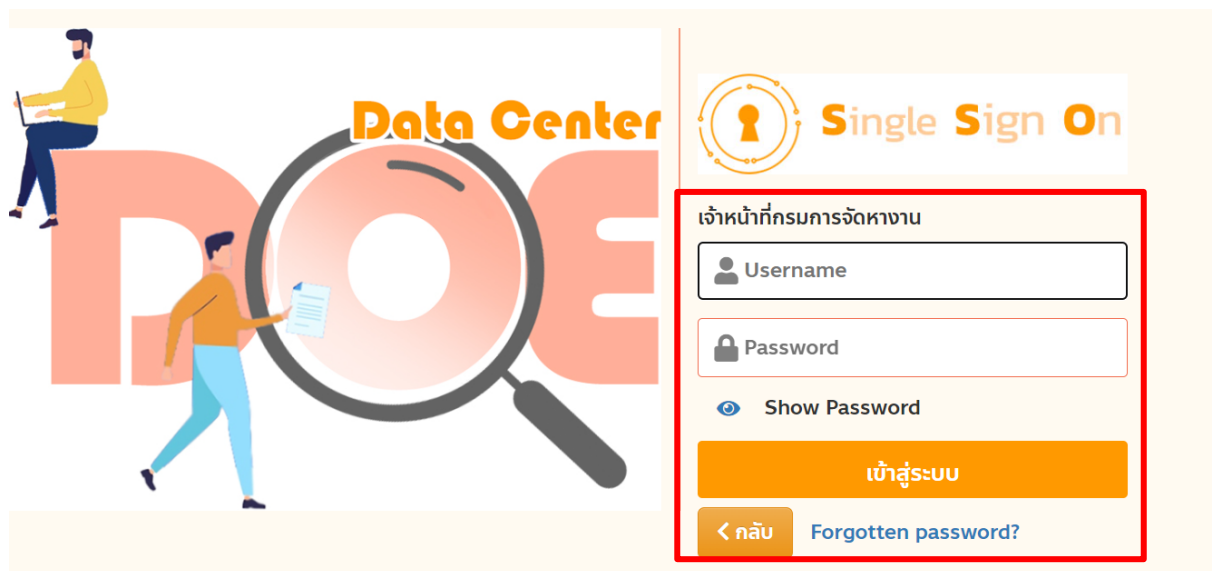 Data Center
DOE
Single Sign On
เจ้าหน้าที่กรมการจัดหางาน
Username
Password
Show Password
เข้าสู่ระบบ
กลับ Forgotten password?